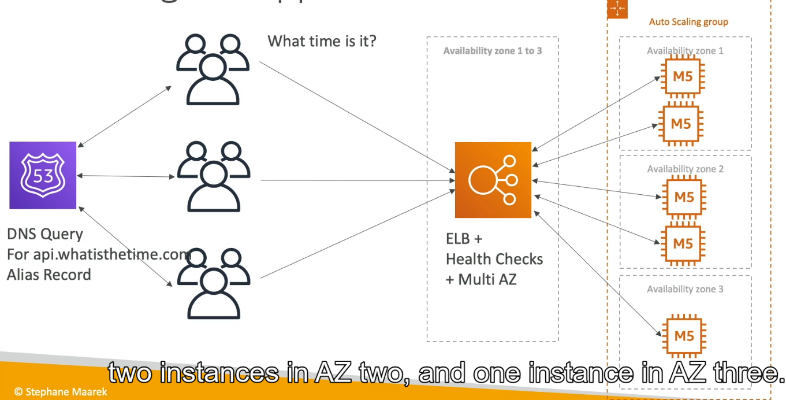 What time is it?
Auto Scaling group
Availability zone 1 to 3
Availability zone 1
M5
M5
53
Availability zone 2
M5
M5
DNS Query
For api.whatisthetime.com
Alias Record
ELB +
Health Checks
+ Multi AZ
Availability zone 3
M5
two instances in AZ two, and one instance in AZ three.
© Stephane Maarek